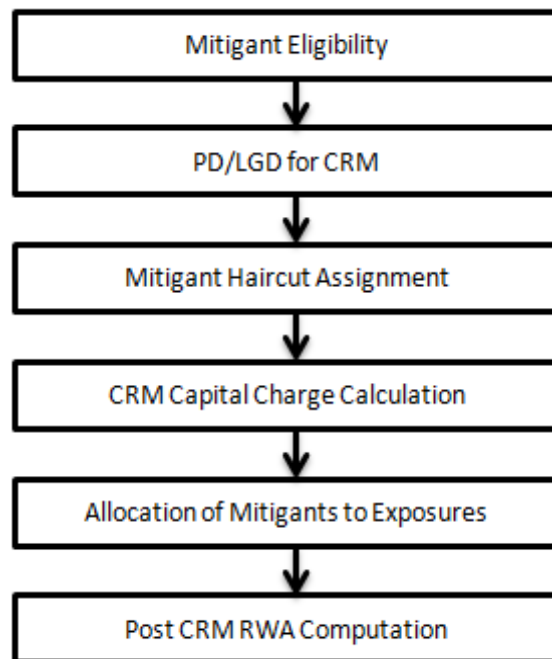 Mitigant Eligibility
PD/LGD for CRM
Mitigant Haircut Assignment
CRM Capital Charge Calculation
Allocation of Mitigants to Exposures
Post CRM RWA Computation